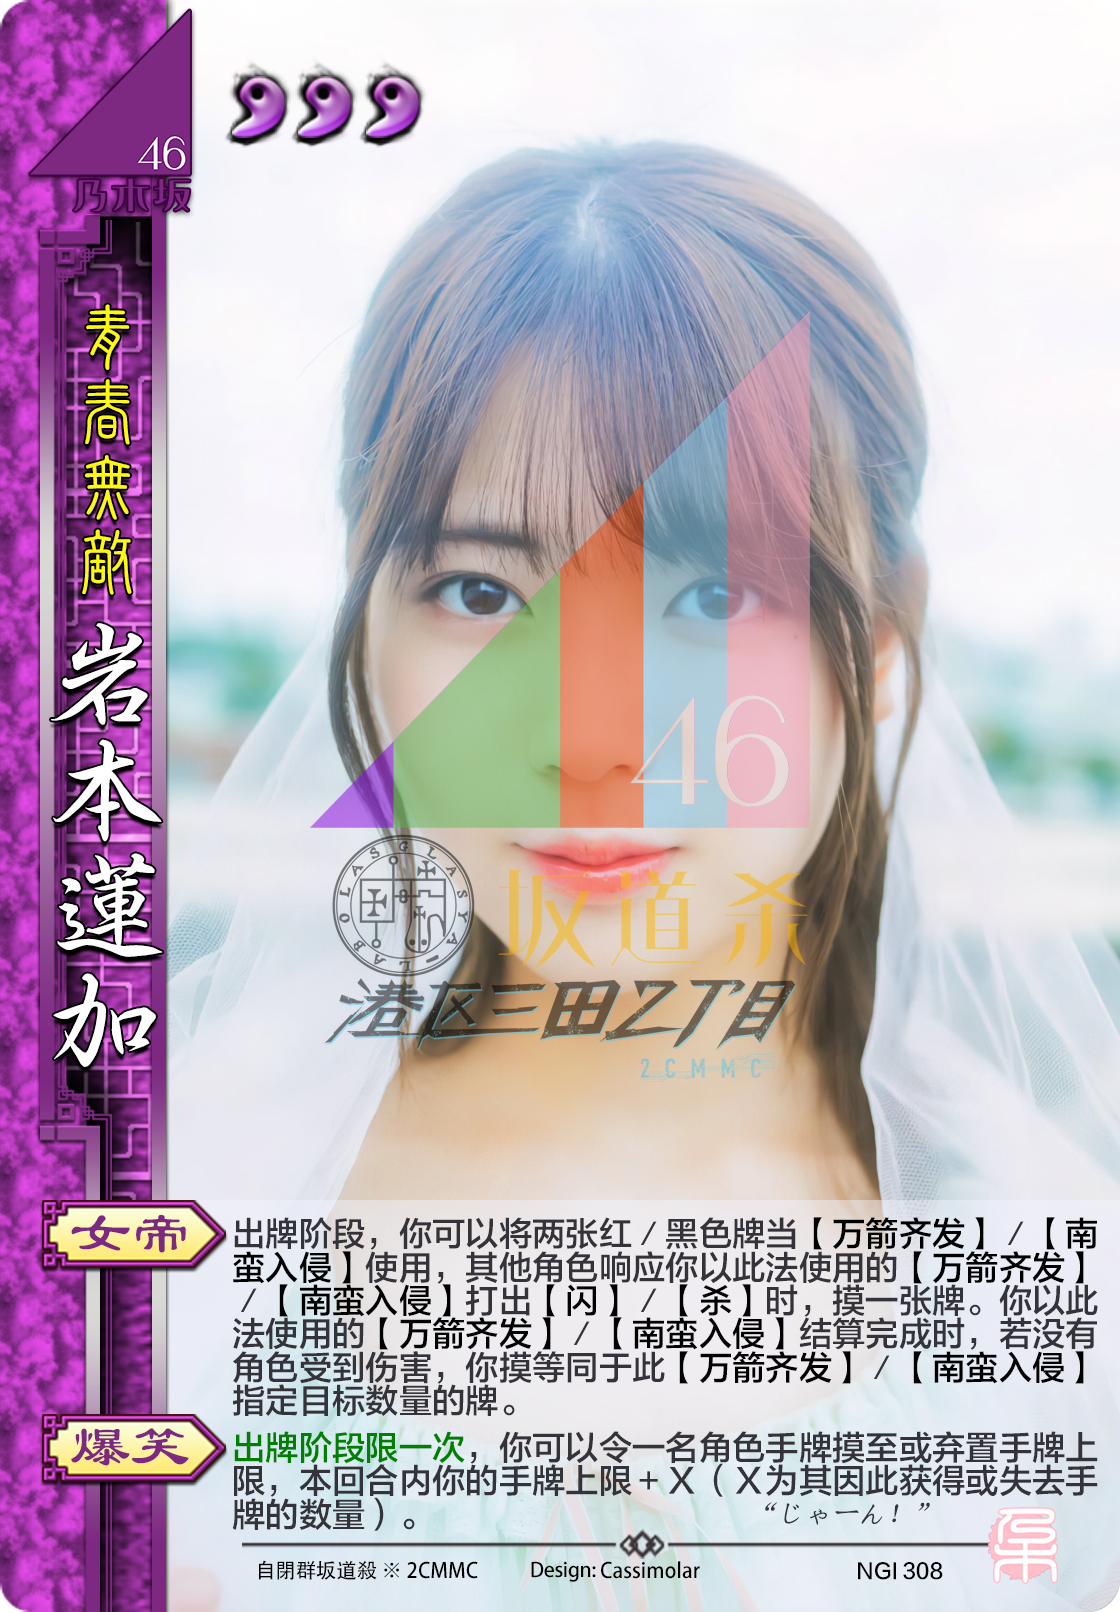 46
乃木坂
青春無敵
岩本蓮加
46
GLASYALABOLAS
坂道杀
港区三田2丁目
2CMMC
女帝
出牌阶段，你可以将两张红/黑色牌当【万箭齐发】/【南
蛮入侵】使用，其他角色响应你以此法使用的【万箭齐发】
/【南蛮入侵】打出【闪】/【杀】时，摸一张牌。你以此
法使用的【万箭齐发】/【南蛮入侵】结算完成时，若没有
角色受到伤害，你摸等同于此【万箭齐发】/【南蛮入侵】
指定目标数量的牌。
爆笑
出牌阶段限一次，你可以令一名角色手牌摸至或弃置手牌上
限，本回合内你的手牌上限+X（X为其因此获得或失去手
牌的数量）。
“じゃーん！”
自閉群坂道殺 ※ 2CMMC
Design: Cassimolar
NGI 308